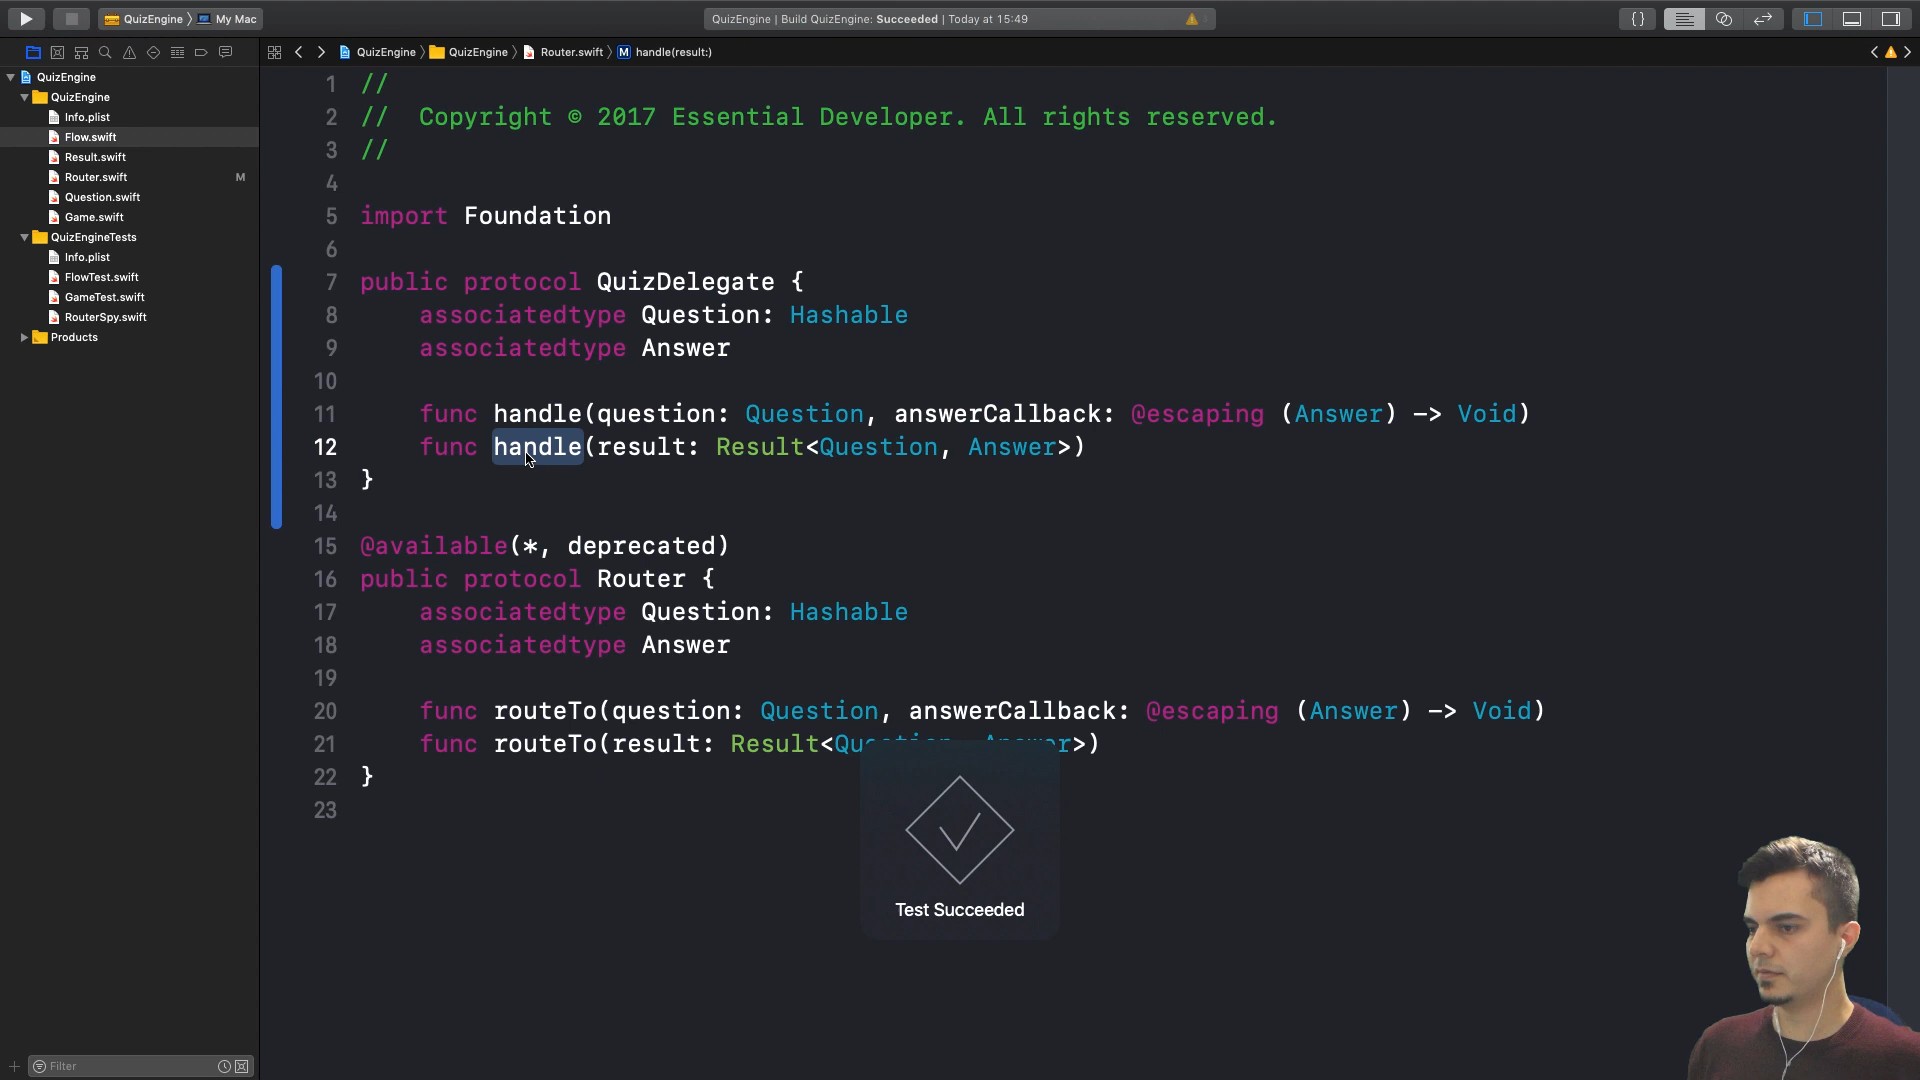 QuizEngine 〉 My Mac
QuizEngine | Build QuizEngine: Succeeded | Today at 15:49
QuizEngine 〉 QuizEngine 〉 Router.swift 〉 M handle(result:)
QuizEngine
QuizEngine
Info.plist
Flow.swift
Result.swift
Router.swift M
Question.swift
Game.swift
QuizEngineTests
Info.plist
FlowTest.swift
GameTest.swift
RouterSpy.swift
Products
Filter
1 //
2 //  Copyright © 2017 Essential Developer. All rights reserved.
3 //
4
5 import Foundation
6
7 public protocol QuizDelegate {
8     associatedtype Question: Hashable
9     associatedtype Answer
10
11     func handle(question: Question, answerCallback: @escaping (Answer) -> Void)
12     func handle(result: Result<Question, Answer>)
13 }
14
15 @available(*, deprecated)
16 public protocol Router {
17     associatedtype Question: Hashable
18     associatedtype Answer
19
20     func routeTo(question: Question, answerCallback: @escaping (Answer) -> Void)
21     func routeTo(result: Result<Question, Answer>)
22 }
23
Test Succeeded